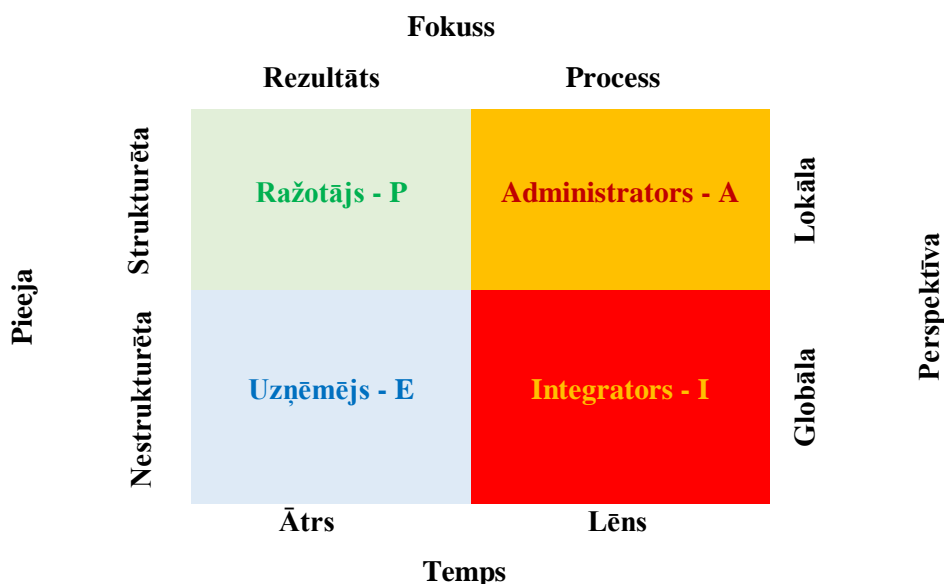 Fokuss
Rezultāts Process
Pieeja
Strukturēta
Nestrukturēta
Ražotājs - P Administrators - A
Uzņēmējs - E Integrators - I
Lokāla
Globāla
Perspektīva
Ātrs Lēns
Temps